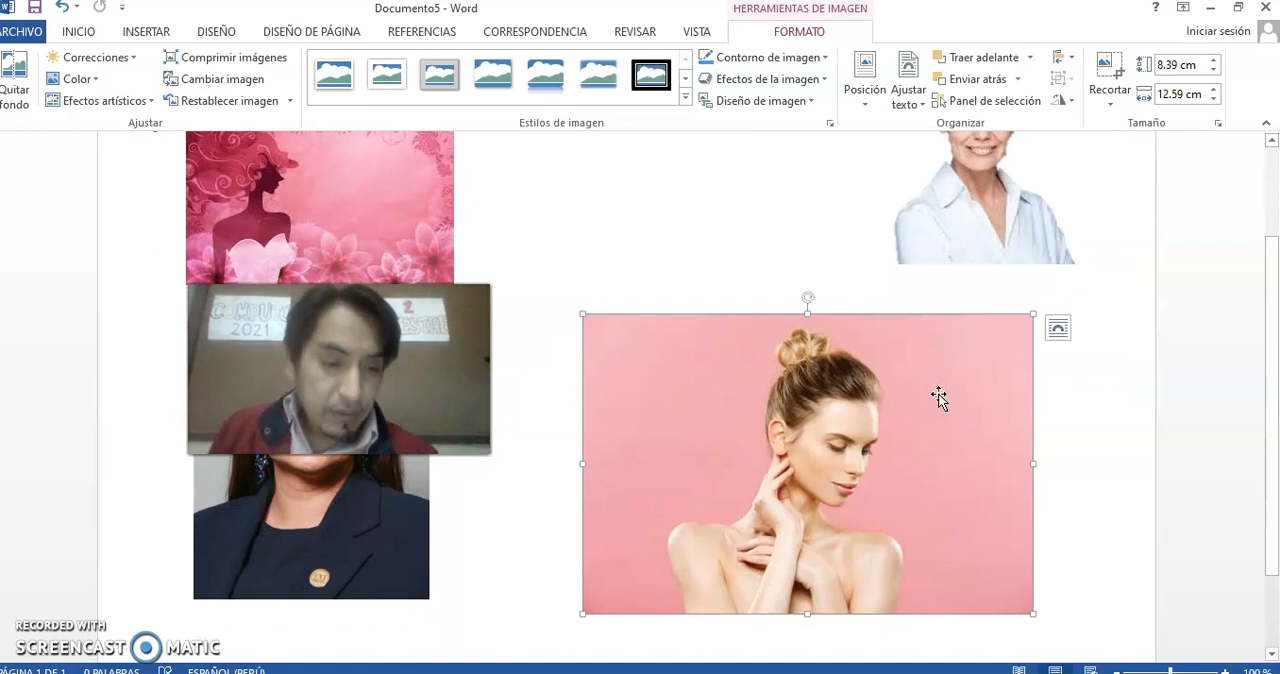 Documento5 - Word
HERRAMIENTAS DE IMAGEN
ARCHIVO INICIO INSERTAR DISEÑO DISEÑO DE PÁGINA REFERENCIAS CORRESPONDENCIA REVISAR VISTA FORMATO Iniciar sesión
Quitar fondo
Correcciones
Color
Efectos artísticos
Comprimir imágenes
Cambiar imagen
Restablecer imagen
Ajustar
Estilos de imagen
Contorno de imagen
Efectos de la imagen
Diseño de imagen
Posición
Ajustar texto
Traer adelante
Enviar atrás
Panel de selección
Organizar
Recortar
8.39 cm
12.59 cm
Tamaño
2
2021
RECORDED WITH
SCREENCAST MATIC
PÁGINA 1 DE 1 0 PALABRAS ESPAÑOL (PERÚ) 100 %